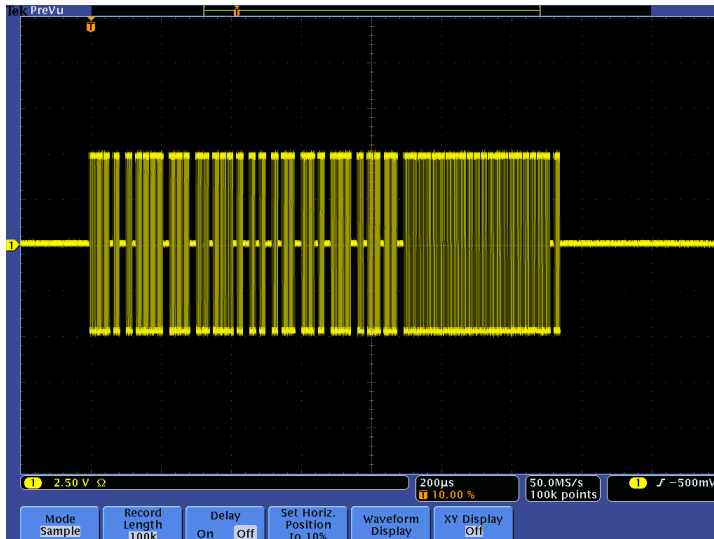 Tek PreVu
T
T
1
1 2.50 V Ω
200µs
T 10.00 %
50.0MS/s
100k points
1 ƒ −500mV
Mode
Sample
Record
Length
100k
Delay
On Off
Set Horiz.
Position
to 10%
Waveform
Display
XY Display
Off